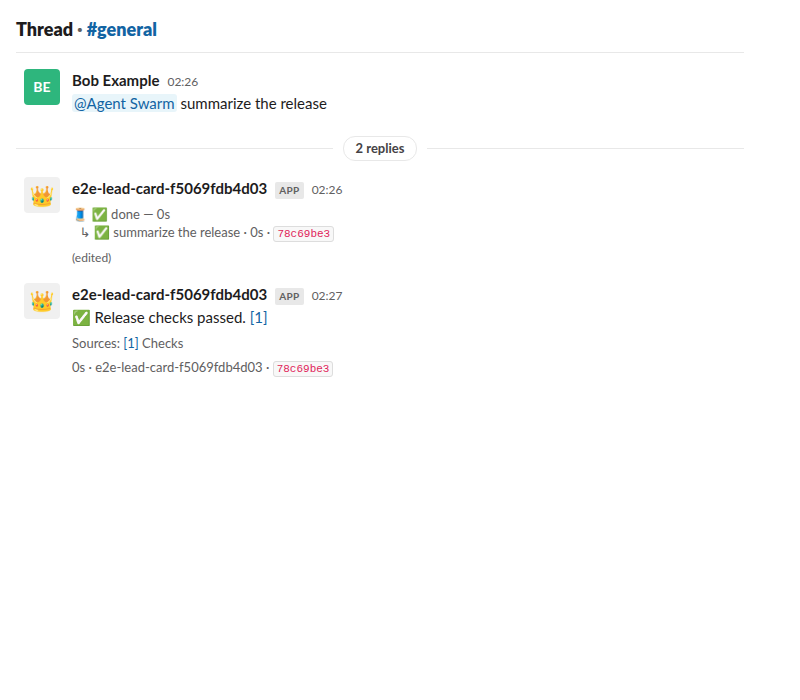 Thread • #general
BE
Bob Example 02:26
@Agent Swarm summarize the release
2 replies
e2e-lead-card-f5069fdb4d03 APP 02:26
🧵 ✅ done — 0s
↳ ✅ summarize the release · 0s · 78c69be3
(edited)
e2e-lead-card-f5069fdb4d03 APP 02:27
✅ Release checks passed. [1]
Sources: [1] Checks
0s · e2e-lead-card-f5069fdb4d03 · 78c69be3